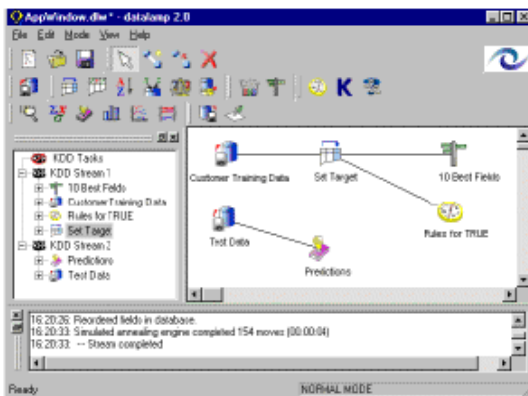 AppWindow.dlw* - datalamp 2.0
File Edit Mode View Help
K
KDD Tasks
KDD Stream 1
10 Best Fields
Customer Training Data
Rules for TRUE
Set Target
KDD Stream 2
Predictions
Test Data
Customer Training Data
Set Target
10 Best Fields
Rules for TRUE
Test Data
Predictions
16:20:26: Reordered fields in database.
16:20:33: Simulated annealing engine completed 154 moves (00:00:04)
16:20:33: -- Stream completed
Ready NORMAL MODE